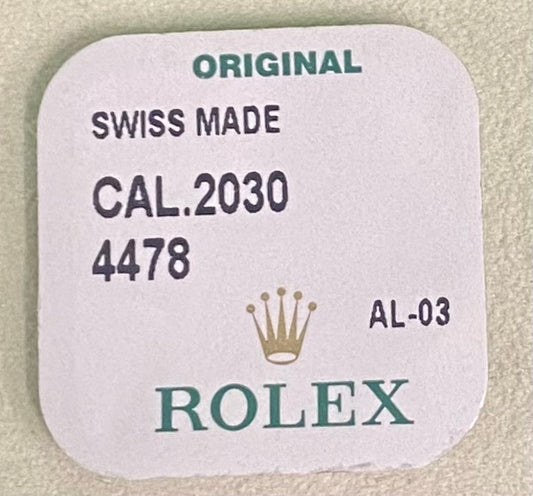 ORIGINAL
SWISS MADE
CAL.2030
4478
AL-03
ROLEX